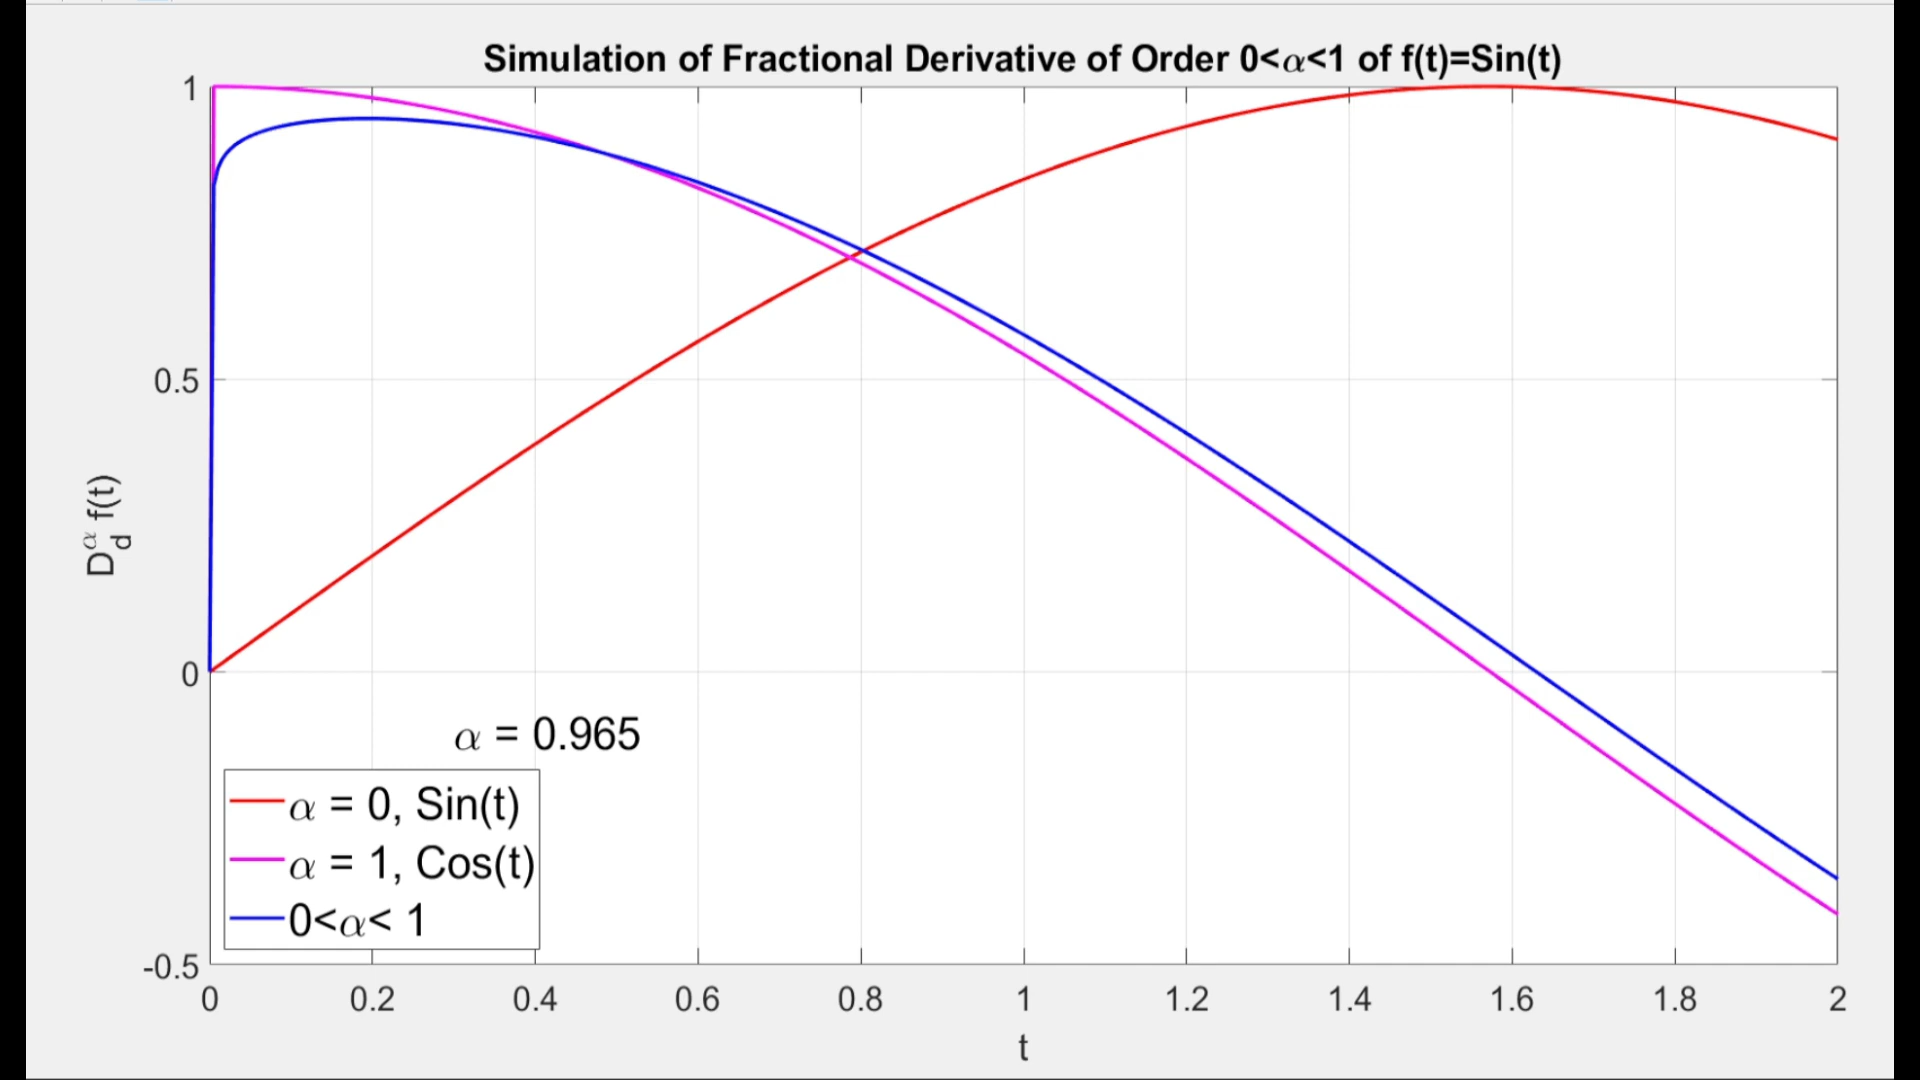 Simulation of Fractional Derivative of Order 0<α<1 of f(t)=Sin(t)
1
0.5
0
-0.5
D_d^α f(t)
α = 0.965
α = 0, Sin(t)
α = 1, Cos(t)
0<α< 1
0 0.2 0.4 0.6 0.8 1 1.2 1.4 1.6 1.8 2
t